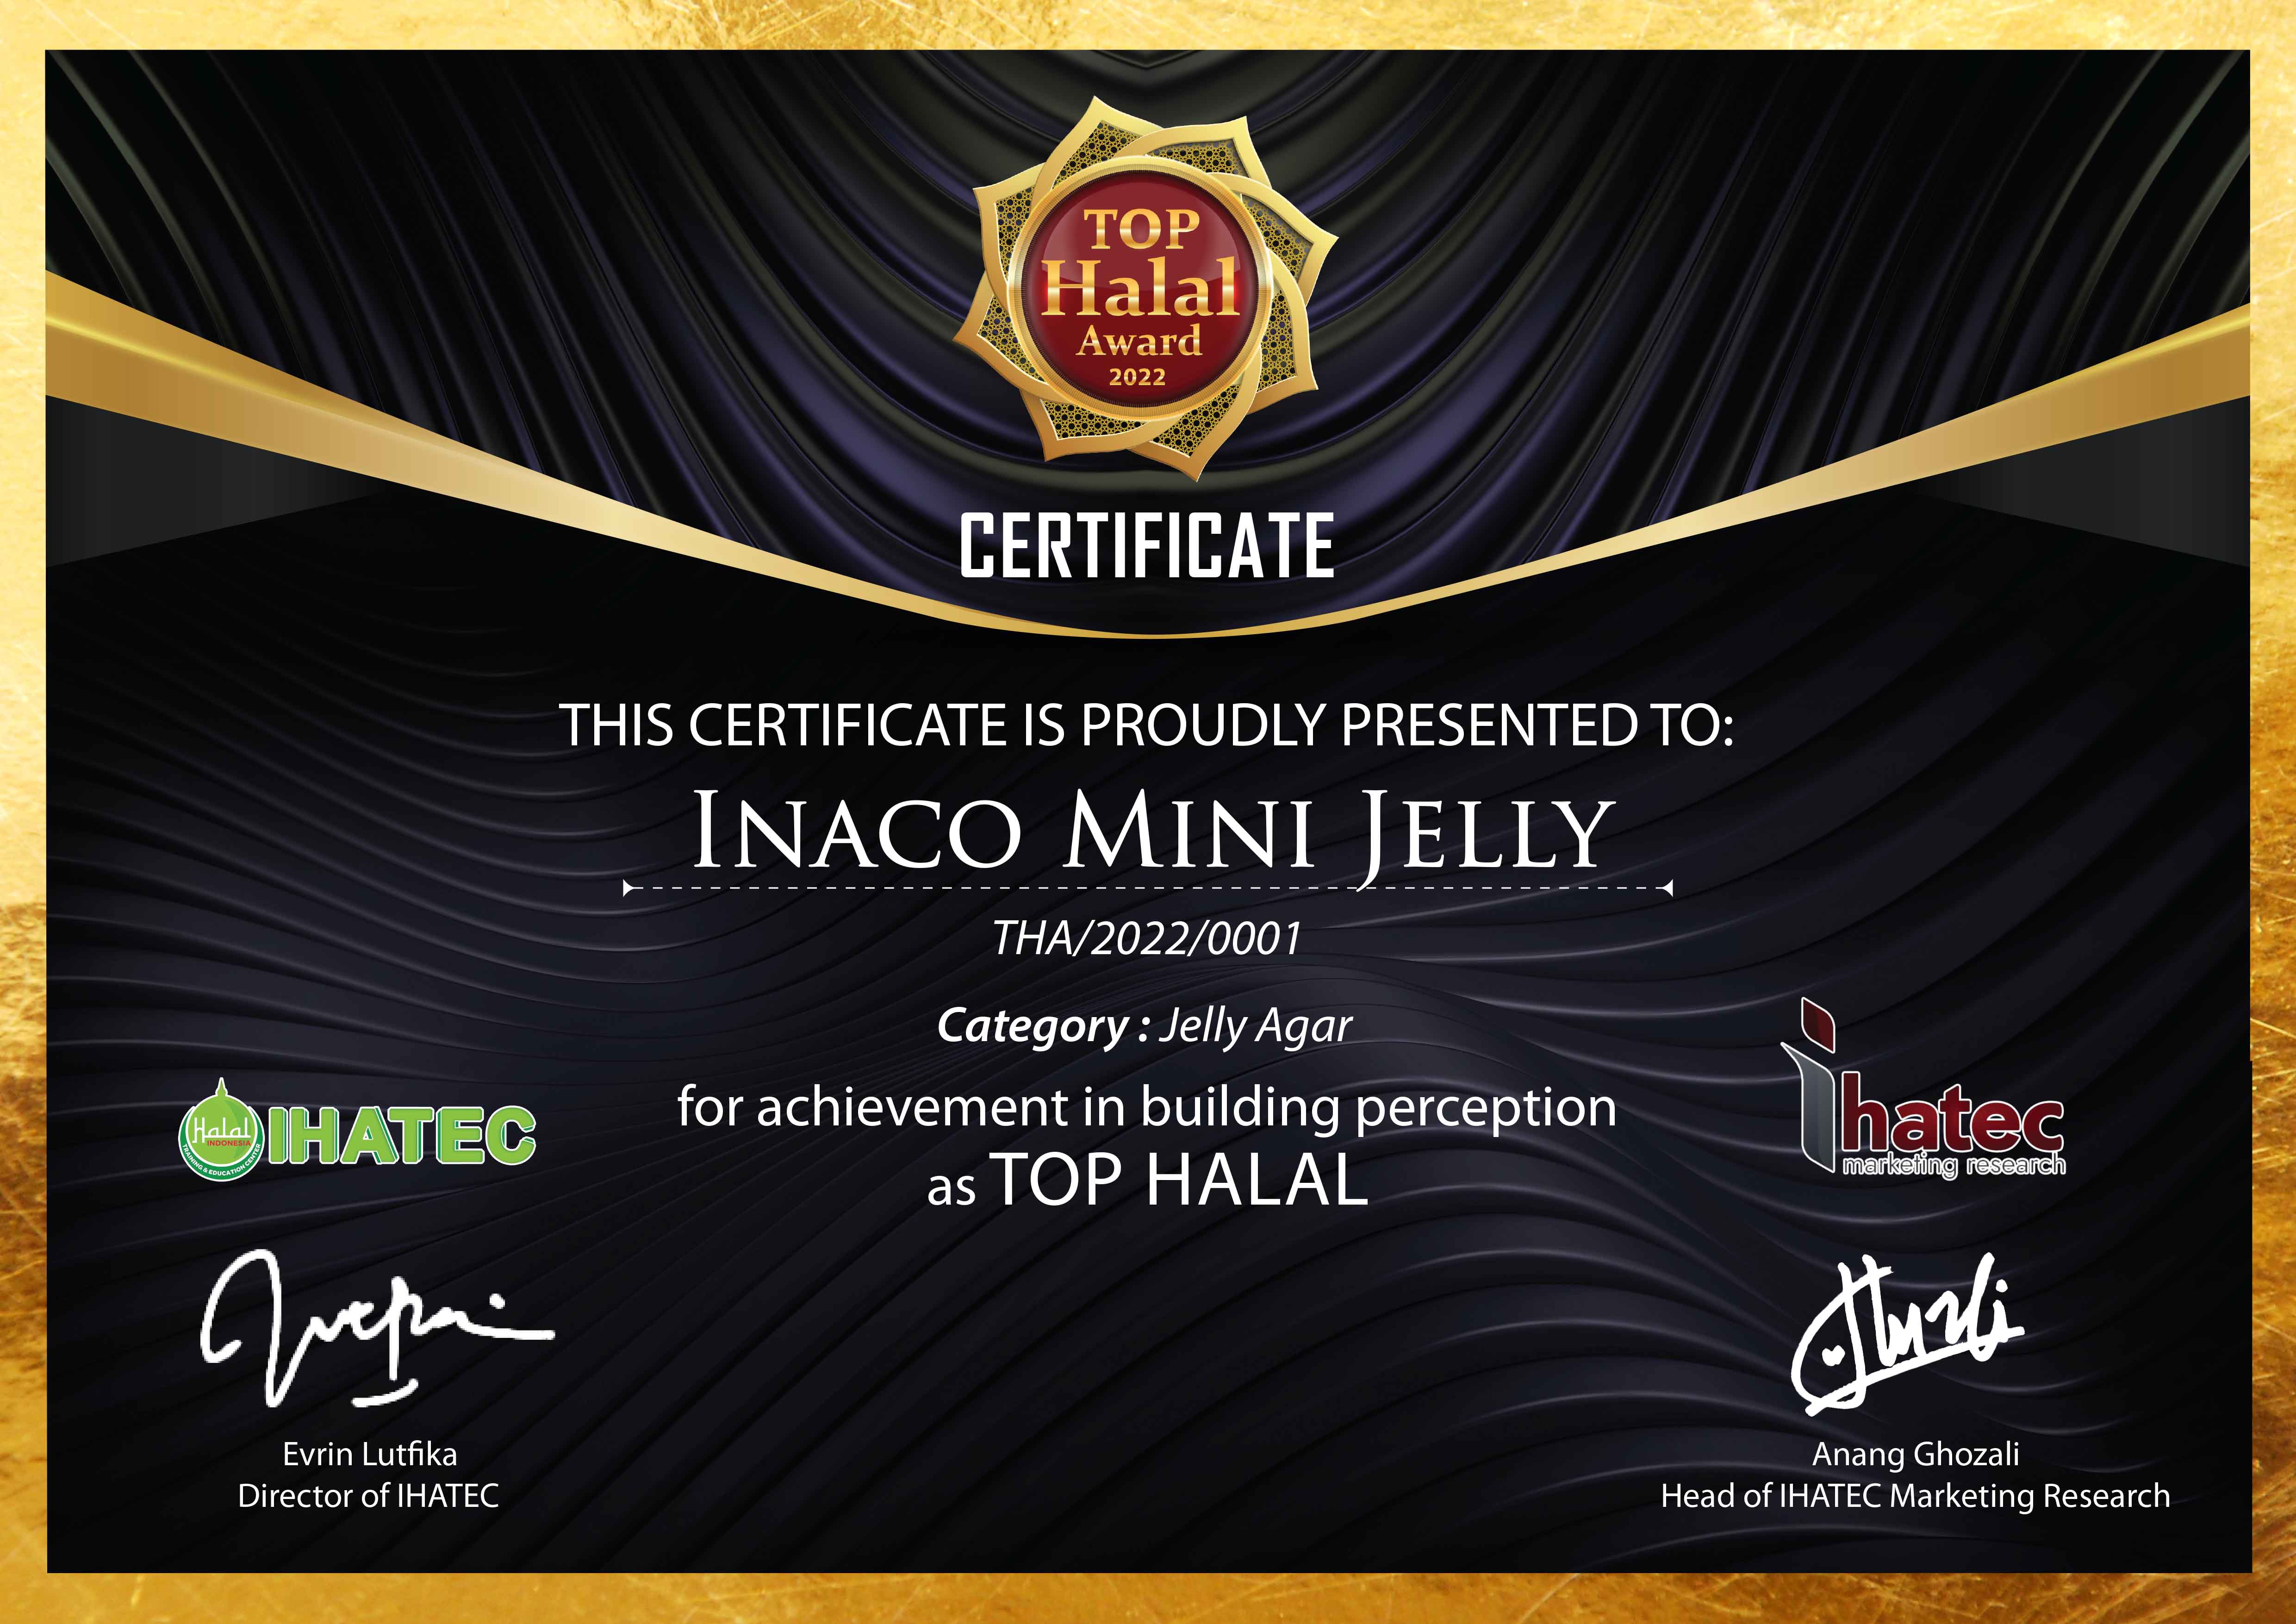 TOP
Halal
Award
2022
CERTIFICATE
THIS CERTIFICATE IS PROUDLY PRESENTED TO:
INACO MINI JELLY
THA/2022/0001
Category : Jelly Agar
for achievement in building perception
as TOP HALAL
Halal
INDONESIA
TRAINING & EDUCATION CENTER
IHATEC
ihatec
marketing research
Evrin Lutfika
Director of IHATEC
Anang Ghozali
Head of IHATEC Marketing Research